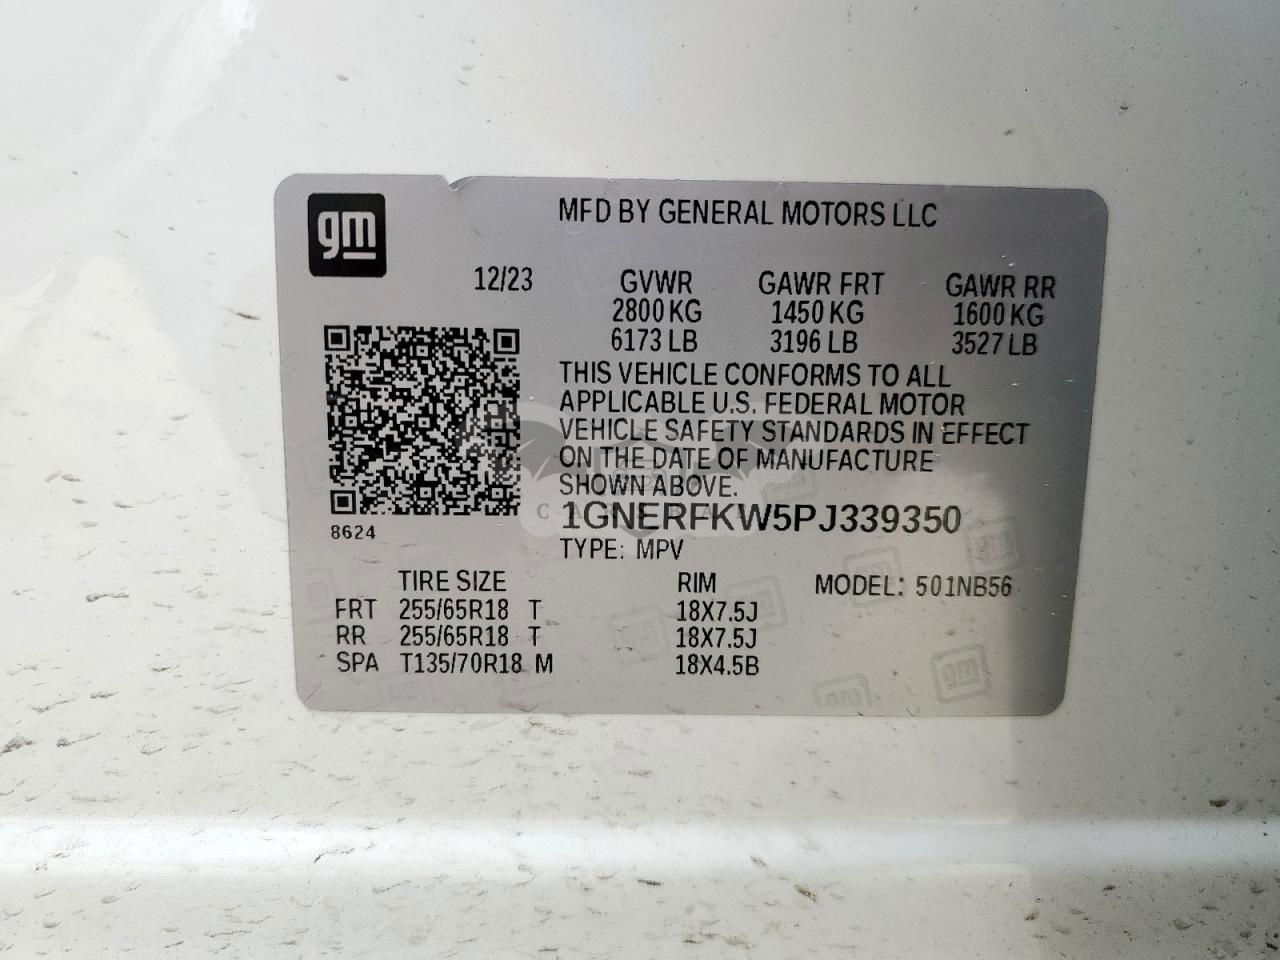 gm
MFD BY GENERAL MOTORS LLC
12/23 GVWR GAWR FRT GAWR RR
2800 KG 1450 KG 1600 KG
6173 LB 3196 LB 3527 LB
THIS VEHICLE CONFORMS TO ALL
APPLICABLE U.S. FEDERAL MOTOR
VEHICLE SAFETY STANDARDS IN EFFECT
ON THE DATE OF MANUFACTURE
SHOWN ABOVE.
1GNERFKW5PJ339350
8624
TYPE: MPV
TIRE SIZE RIM MODEL: 501NB56
FRT 255/65R18 T 18X7.5J
RR 255/65R18 T 18X7.5J
SPA T135/70R18 M 18X4.5B
gm